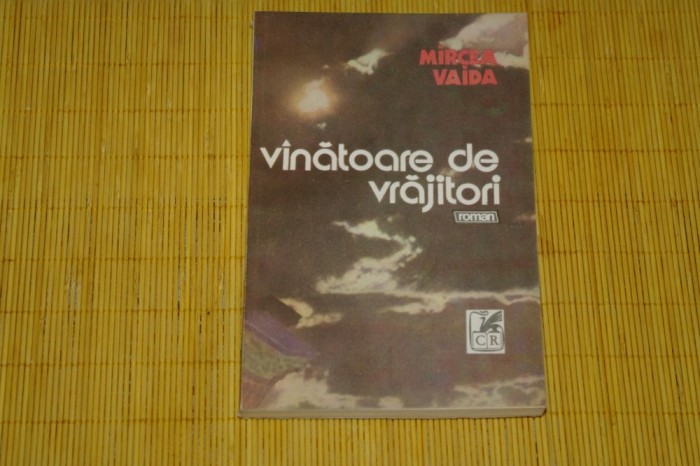 MIRCEA
VAIDA
vînătoare de
vrăjitori
roman
CR